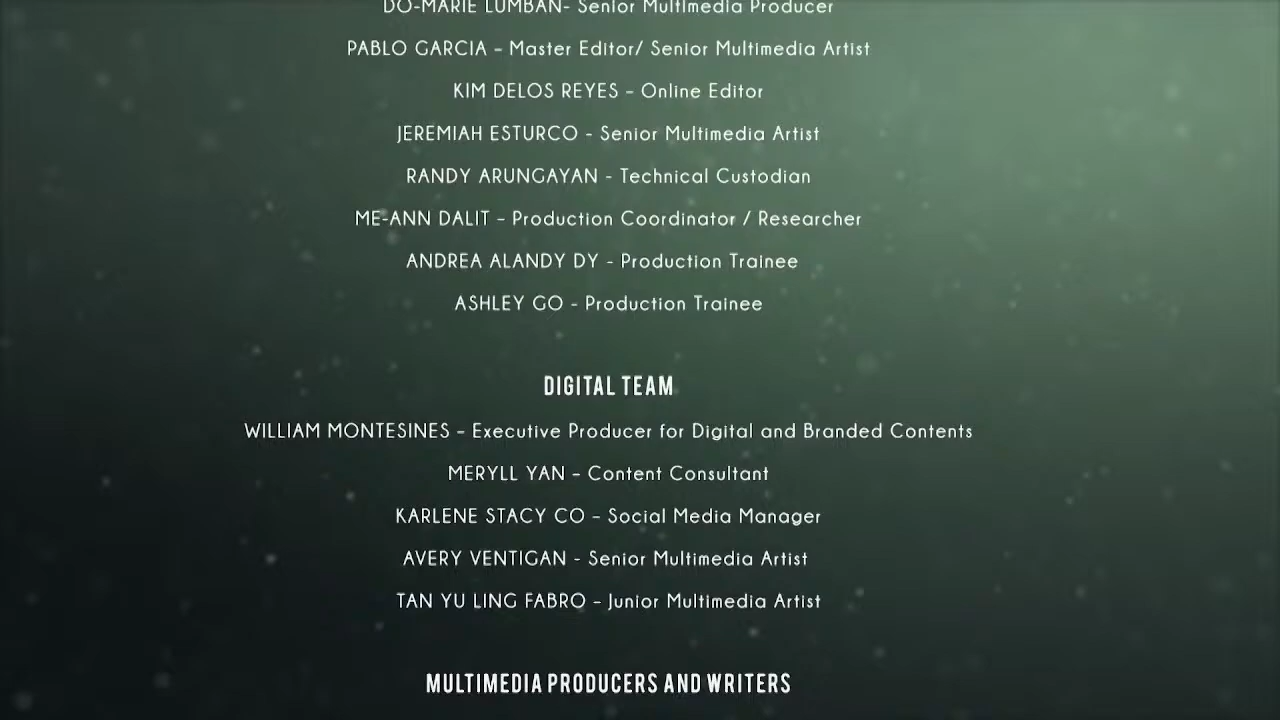 DO-MARIE LUMBAN- Senior Multimedia Producer
PABLO GARCIA – Master Editor/ Senior Multimedia Artist
KIM DELOS REYES – Online Editor
JEREMIAH ESTURCO - Senior Multimedia Artist
RANDY ARUNGAYAN - Technical Custodian
ME-ANN DALIT – Production Coordinator / Researcher
ANDREA ALANDY DY - Production Trainee
ASHLEY GO - Production Trainee
DIGITAL TEAM
WILLIAM MONTESINES – Executive Producer for Digital and Branded Contents
MERYLL YAN – Content Consultant
KARLENE STACY CO – Social Media Manager
AVERY VENTIGAN - Senior Multimedia Artist
TAN YU LING FABRO – Junior Multimedia Artist
MULTIMEDIA PRODUCERS AND WRITERS